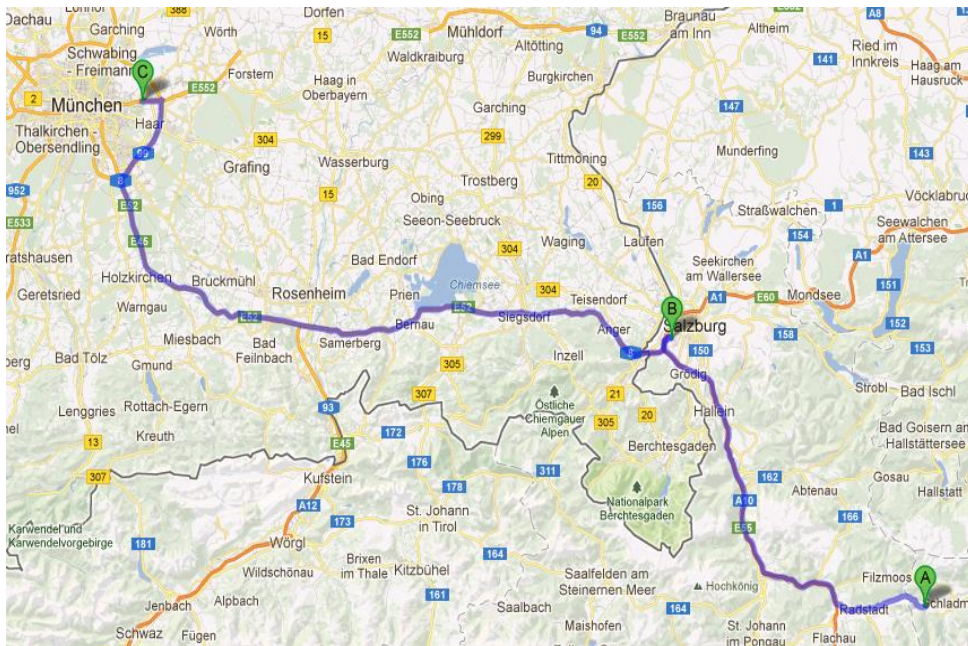 Dachau
Lohhof
Garching
388
Wörth
Dorfen
15
E552
Mühldorf
94
Braunau
am Inn
Altheim
E552
A8
Ried im
Innkreis
141
Haag am
Hausruck
Schwabing
- Freimann
C
Forstern
E552
Haag in
Oberbayern
Waldkraiburg
Altötting
Burgkirchen
2
München
Haar
Thalkirchen -
Obersendling
99
304
Grafing
Garching
299
147
Munderfing
143
952
8
E52
E533
E45
Wasserburg
15
Trostberg
Obing
Tittmoning
20
156
Straßwalchen
1
Vöcklabruck
154
Seewalchen
am Attersee
Seeon-Seebruck
304
Waging
Laufen
Seekirchen
am Wallersee
A1
Bad Endorf
Chiemsee
Holzkirchen
Brückmühl
Geretsried
Warngau
Rosenheim
Prien
304
Teisendorf
B
Salzburg
A1
E60
Mondsee
151
152
E52
Bernau
E52
Siegsdorf
Anger
8
150
158
153
Miesbach
Bad
Feilnbach
Samerberg
Bad Tölz
Gmund
305
Inzell
Grödig
Strobl
Bad Ischl
Lenggries
Rottach-Egern
93
307
Östliche
Chiemgauer
Alpen
21
305
20
Hallein
Bad Goisern am
Hallstättersee
13
Kreuth
E45
172
Berchtesgaden
307
Kufstein
176
311
162
Gosau
Hallstatt
178
Nationalpark
Berchtesgaden
A10
Abtenau
Karwendel und
Karwendelvorgebirge
181
A12
173
St. Johann
in Tirol
E55
166
Wörgl
Brixen
im Thale
Kitzbühel
164
Wildschönau
Saalfelden am
Steinernen Meer
Hochkönig
Filzmoos
A
Jenbach
Alpbach
161
Saalbach
164
Radstadt
Schladm
Schwaz
Fügen
Maishofen
St. Johann
im Pongau
Flachau